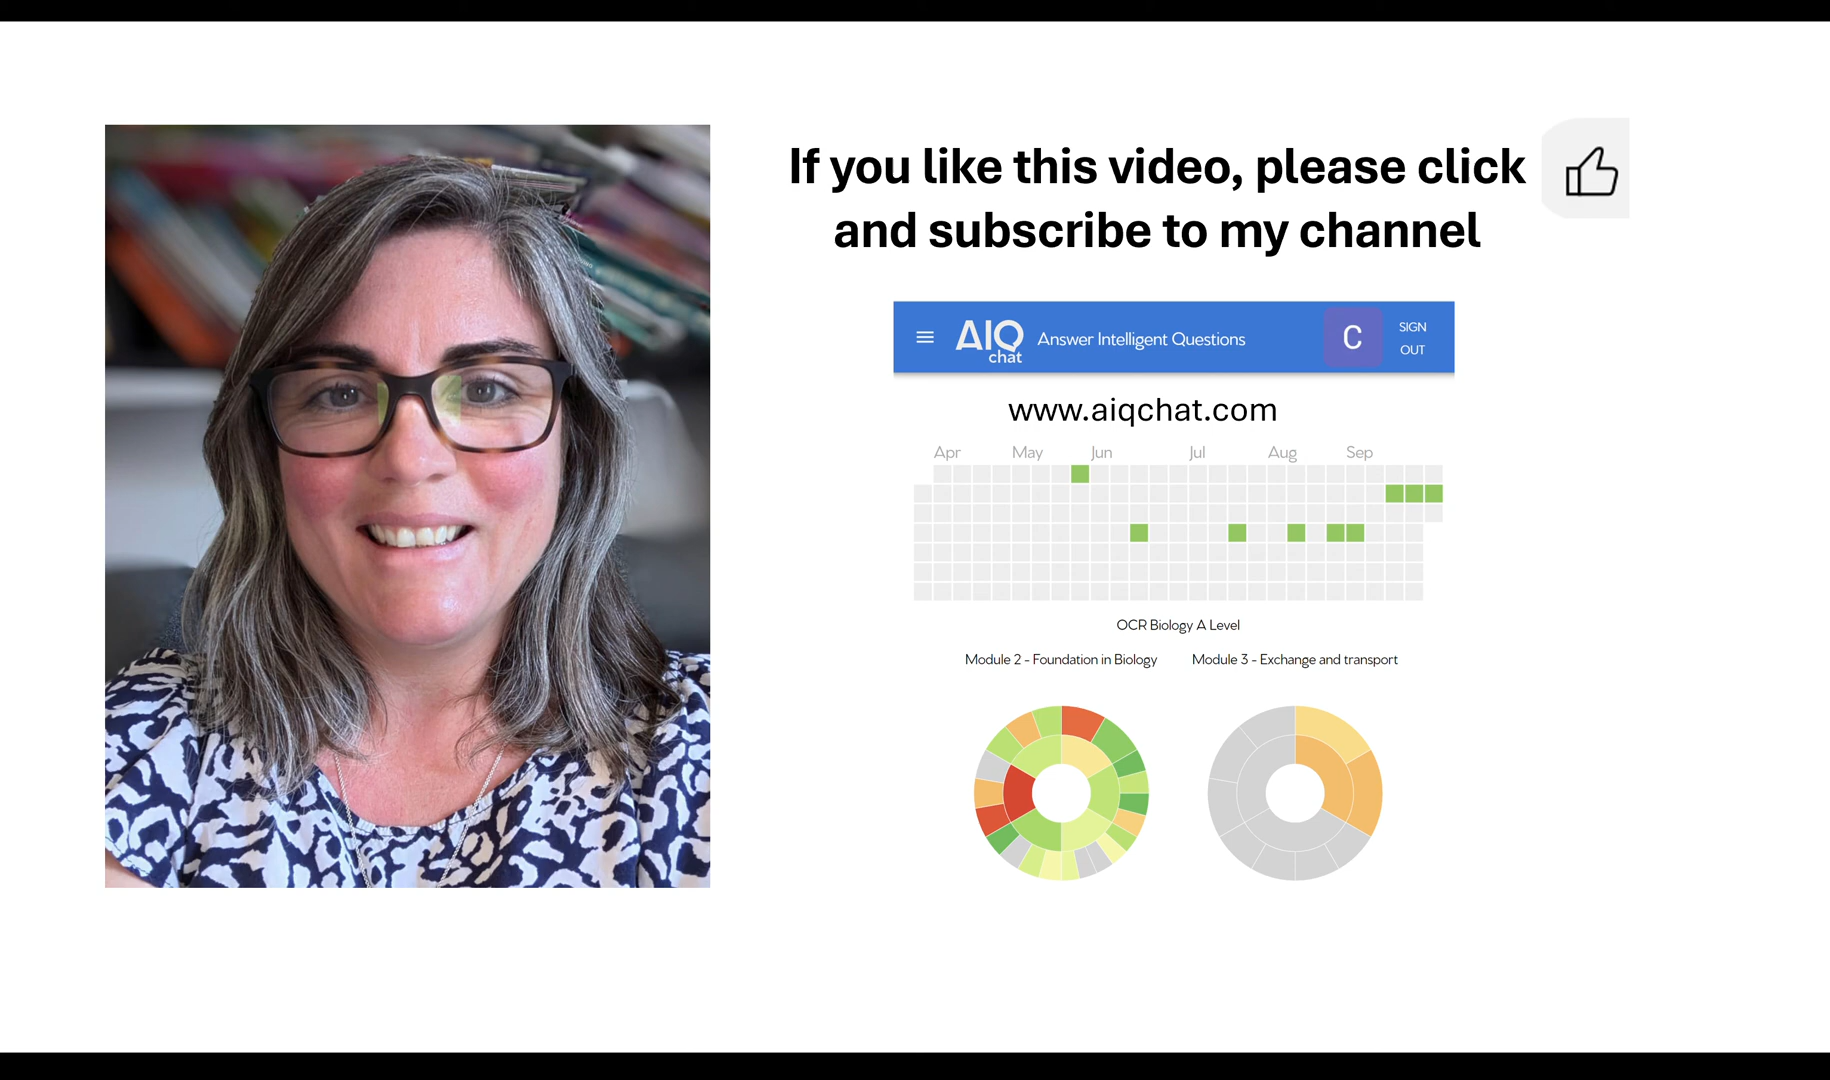 If you like this video, please click
and subscribe to my channel
AIQ chat Answer Intelligent Questions C SIGN OUT
www.aiqchat.com
Apr May Jun Jul Aug Sep
OCR Biology A Level
Module 2 - Foundation in Biology Module 3 - Exchange and transport